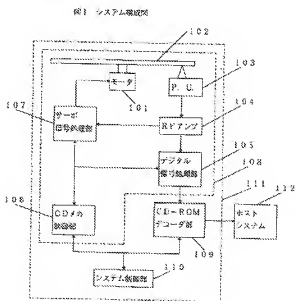 図1 システム構成図
102
モータ
101
P.U.
103
107
サーボ
信号処理部
RFアンプ
104
デジタル
信号処理部
105
108
111
112
106
CDメカ
制御部
CD-ROM
デコーダ部
109
ホスト
システム
システム制御部
110